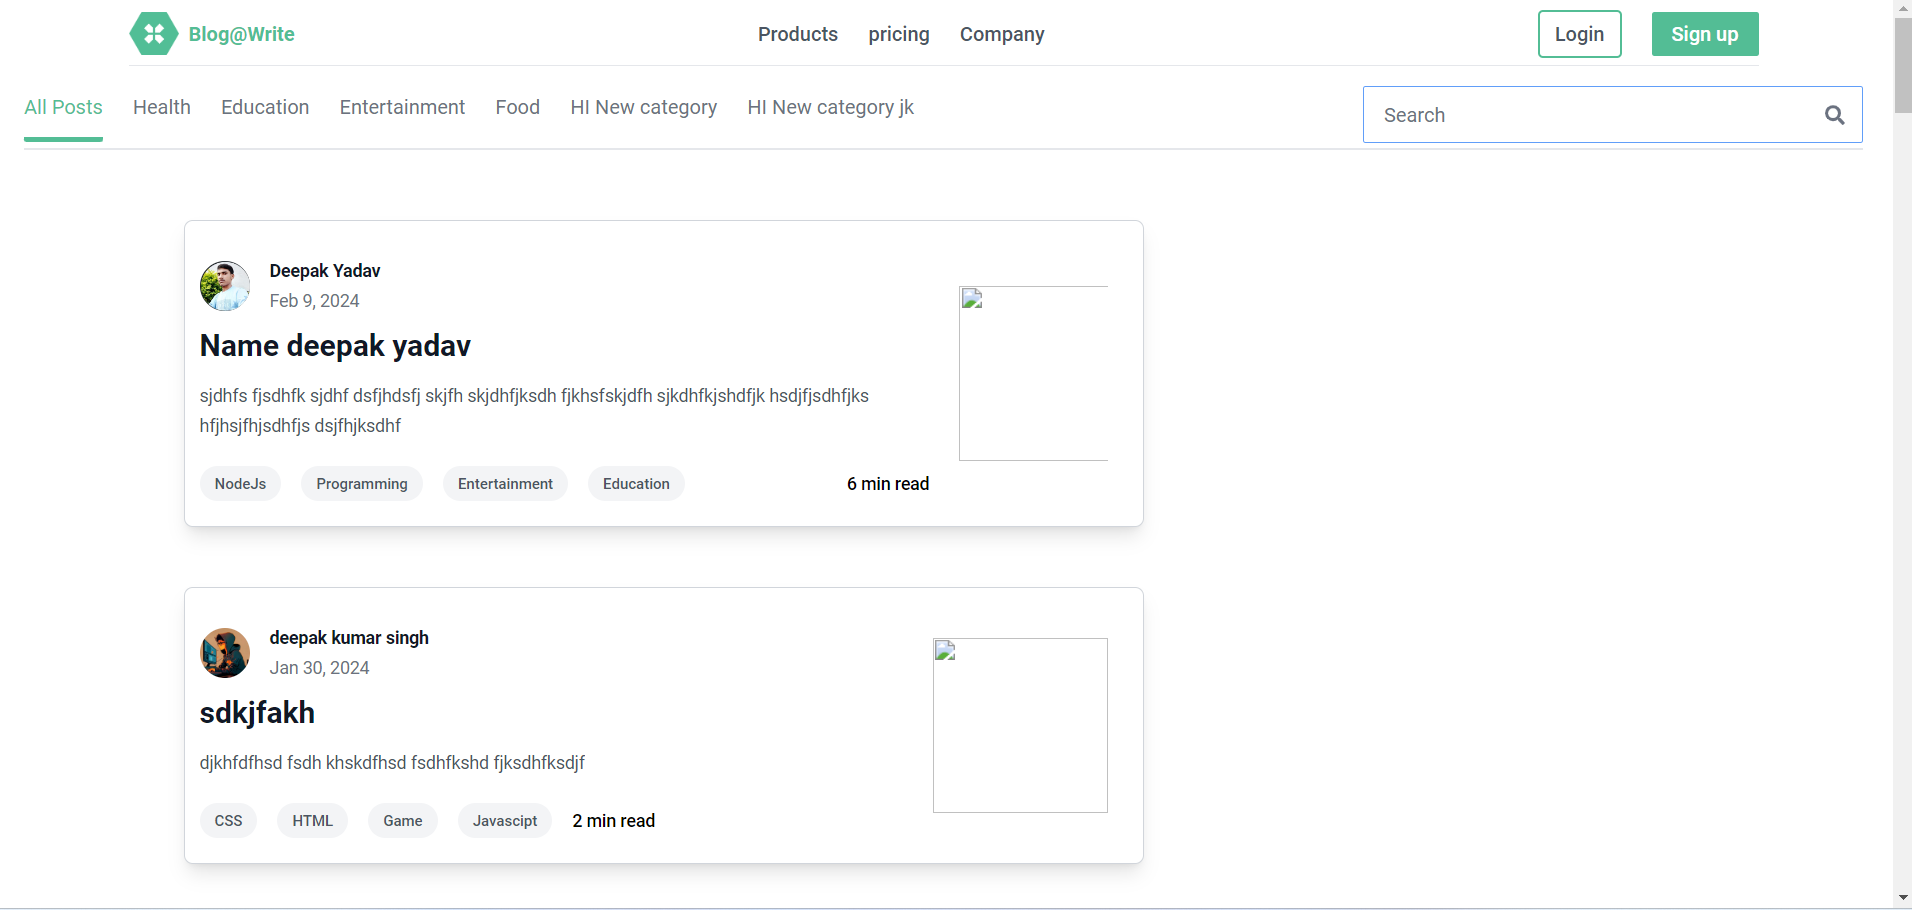 Blog@Write
Products pricing Company
Login Sign up
All Posts Health Education Entertainment Food HI New category HI New category jk
Search
Deepak Yadav
Feb 9, 2024
Name deepak yadav
sjdhfs fjsdhfk sjdhf dsfjhdsfj skjfh skjdhfjksdh fjkhsfskjdfh sjkdhfkjshdfjk hsdjfjsdhfjks
hfjhsjfhjsdhfjs dsjfhjksdhf
NodeJs Programming Entertainment Education 6 min read
deepak kumar singh
Jan 30, 2024
sdkjfakh
djkhfdfhsd fsdh khskdfhsd fsdhfkshd fjksdhfksdjf
CSS HTML Game Javascipt 2 min read